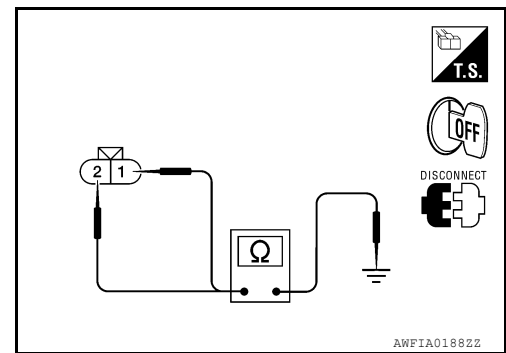 T.S.
OFF
DISCONNECT
2 1
Ω
AWFIA0188ZZ